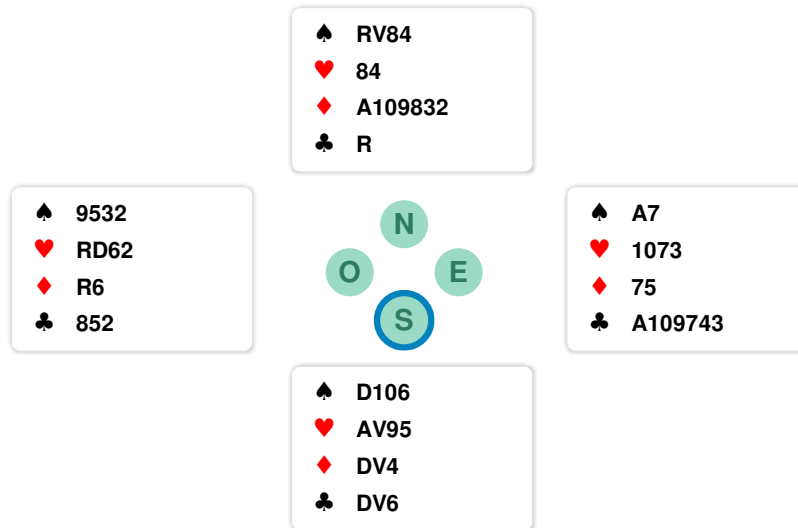 ♠ RV84
♥ 84
♦ A109832
♣ R
♠ 9532
♥ RD62
♦ R6
♣ 852
N
O E
S
♠ A7
♥ 1073
♦ 75
♣ A109743
♠ D106
♥ AV95
♦ DV4
♣ DV6